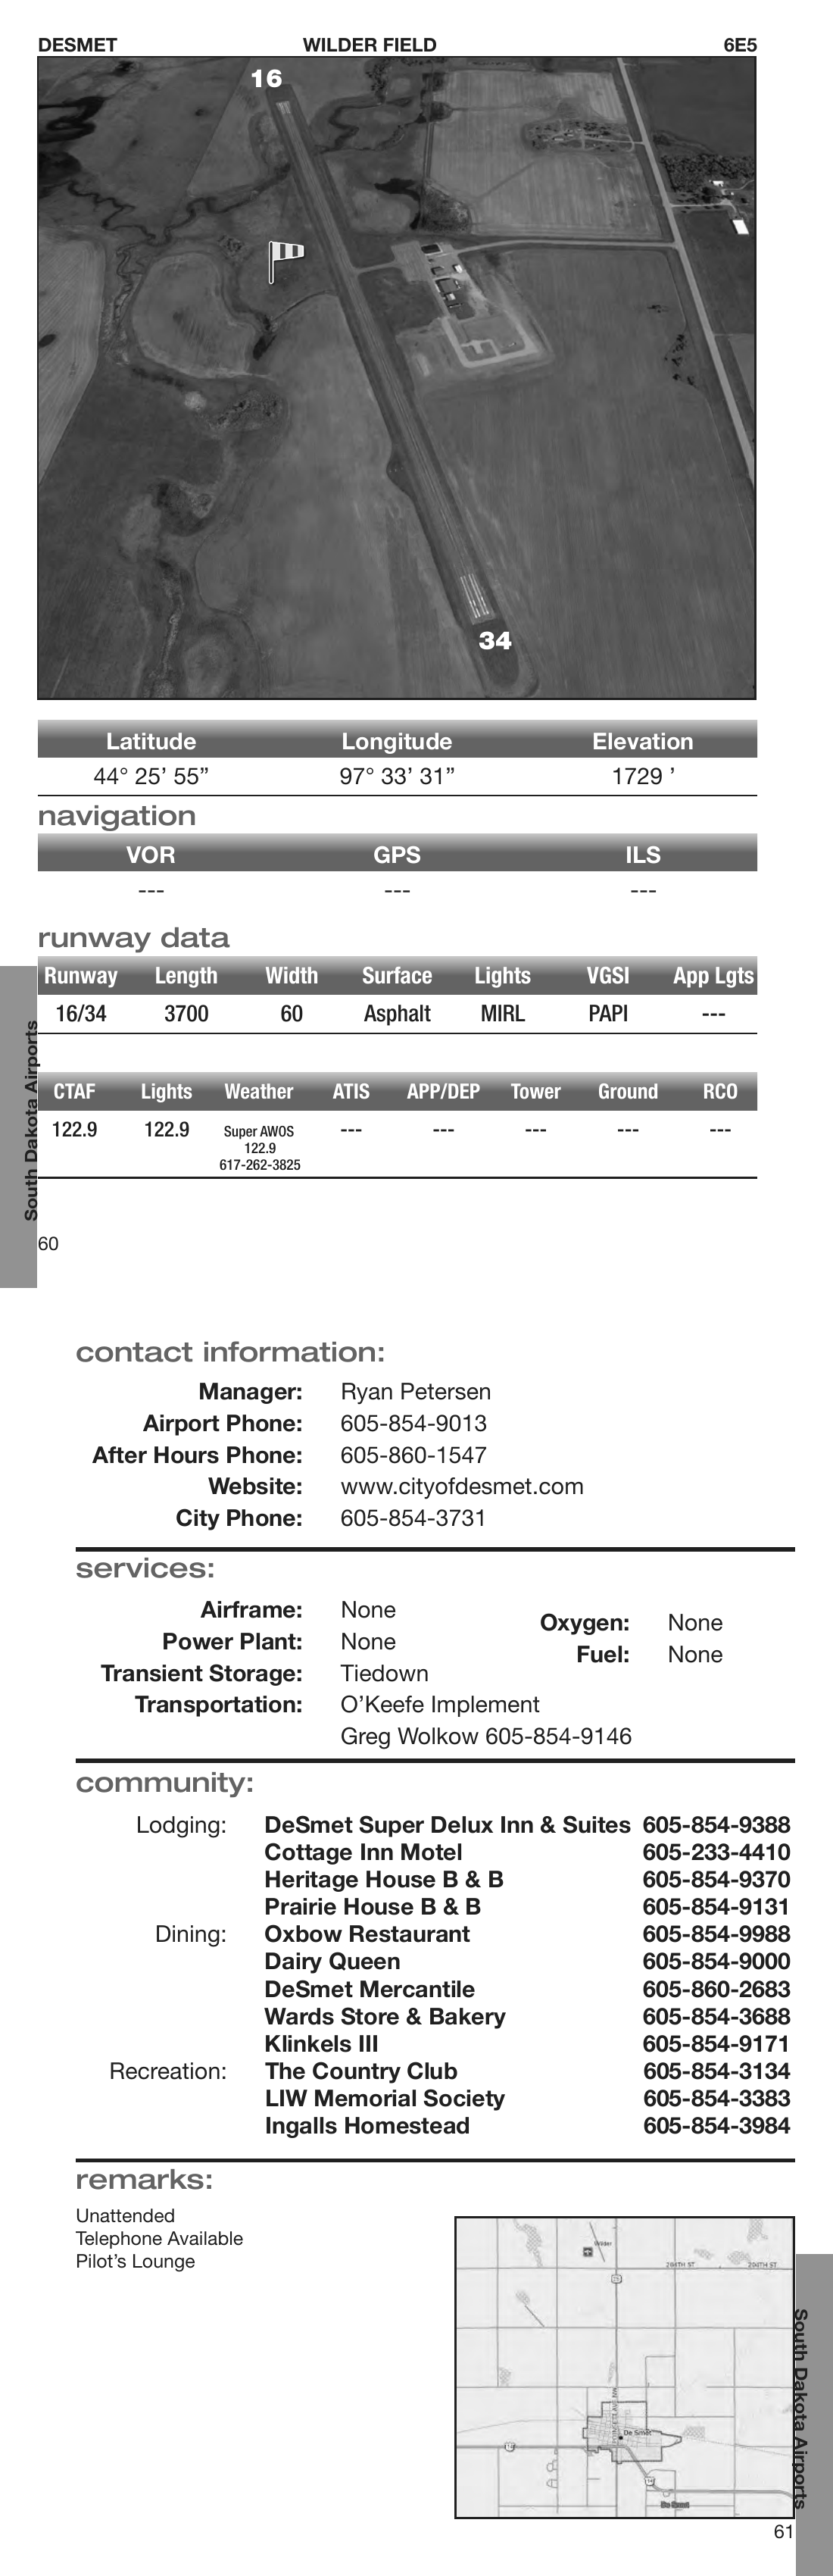 DESMET WILDER FIELD 6E5
16
34
Latitude Longitude Elevation
44° 25’ 55” 97° 33’ 31” 1729 ’
navigation
VOR GPS ILS
--- --- ---
runway data
Runway Length Width Surface Lights VGSI App Lgts
16/34 3700 60 Asphalt MIRL PAPI ---
CTAF Lights Weather ATIS APP/DEP Tower Ground RCO
122.9 122.9 Super AWOS --- --- --- --- ---
122.9
617-262-3825
South Dakota Airports
60
contact information:
Manager: Ryan Petersen
Airport Phone: 605-854-9013
After Hours Phone: 605-860-1547
Website: www.cityofdesmet.com
City Phone: 605-854-3731
services:
Airframe: None
Oxygen: None
Power Plant: None
Fuel: None
Transient Storage: Tiedown
Transportation: O’Keefe Implement
Greg Wolkow 605-854-9146
community:
Lodging: DeSmet Super Delux Inn & Suites 605-854-9388
Cottage Inn Motel 605-233-4410
Heritage House B & B 605-854-9370
Prairie House B & B 605-854-9131
Dining: Oxbow Restaurant 605-854-9988
Dairy Queen 605-854-9000
DeSmet Mercantile 605-860-2683
Wards Store & Bakery 605-854-3688
Klinkels III 605-854-9171
Recreation: The Country Club 605-854-3134
LIW Memorial Society 605-854-3383
Ingalls Homestead 605-854-3984
remarks:
Unattended
Telephone Available
Pilot’s Lounge
Wilder
204TH ST 204TH ST
De Smet
De Smet
South Dakota Airports
61